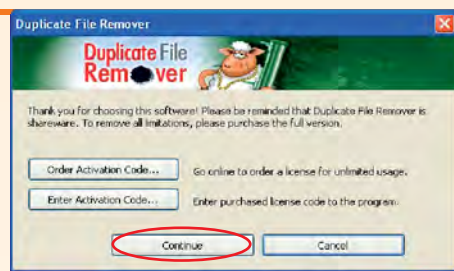 Duplicate File Remover
Duplicate File
Remover
Thank you for choosing this software! Please be reminded that Duplicate File Remover is
shareware. To remove all limitations, please purchase the full version.
Order Activation Code... Go online to order a license for unlimited usage.
Enter Activation Code... Enter purchased license code to the program.
Continue Cancel